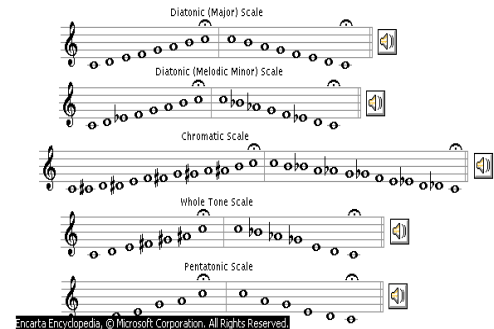 Diatonic (Major) Scale
Diatonic (Melodic Minor) Scale
Chromatic Scale
Whole Tone Scale
Pentatonic Scale
Encarta Encyclopedia, © Microsoft Corporation. All Rights Reserved.